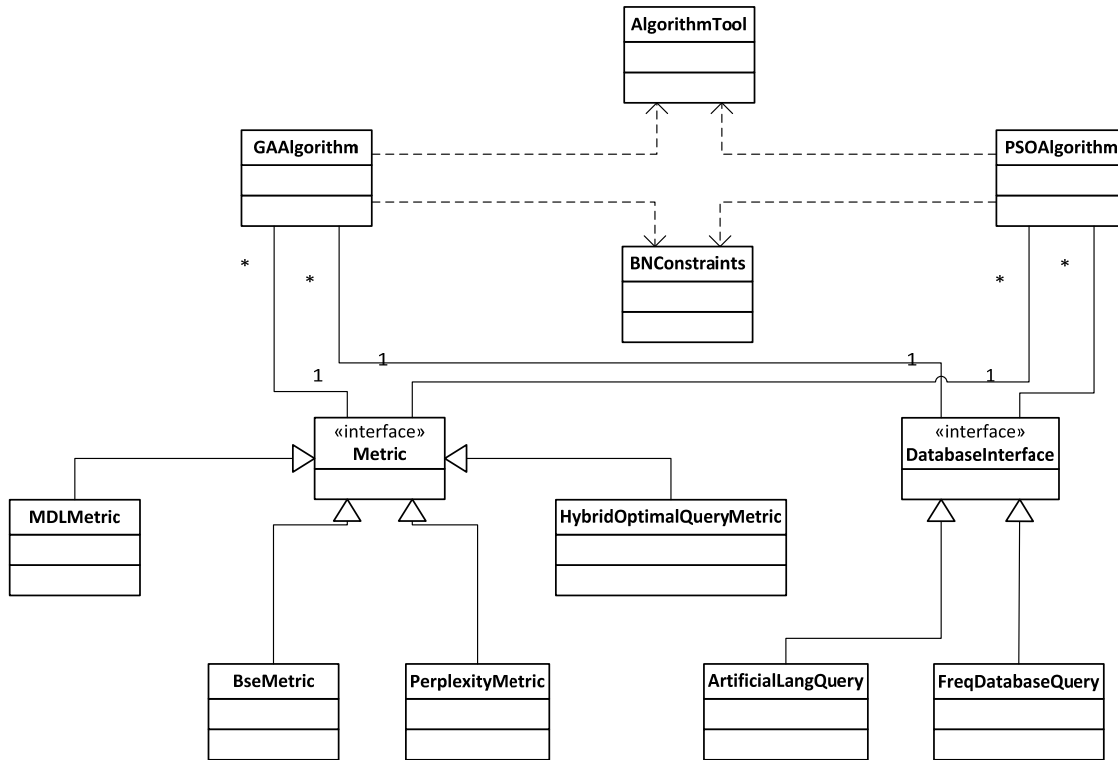 AlgorithmTool
GAAlgorithm
PSOAlgorithm
BNConstraints
*
*
*
*
1
1
1
1
«interface»
Metric
«interface»
DatabaseInterface
MDLMetric
HybridOptimalQueryMetric
BseMetric
PerplexityMetric
ArtificialLangQuery
FreqDatabaseQuery